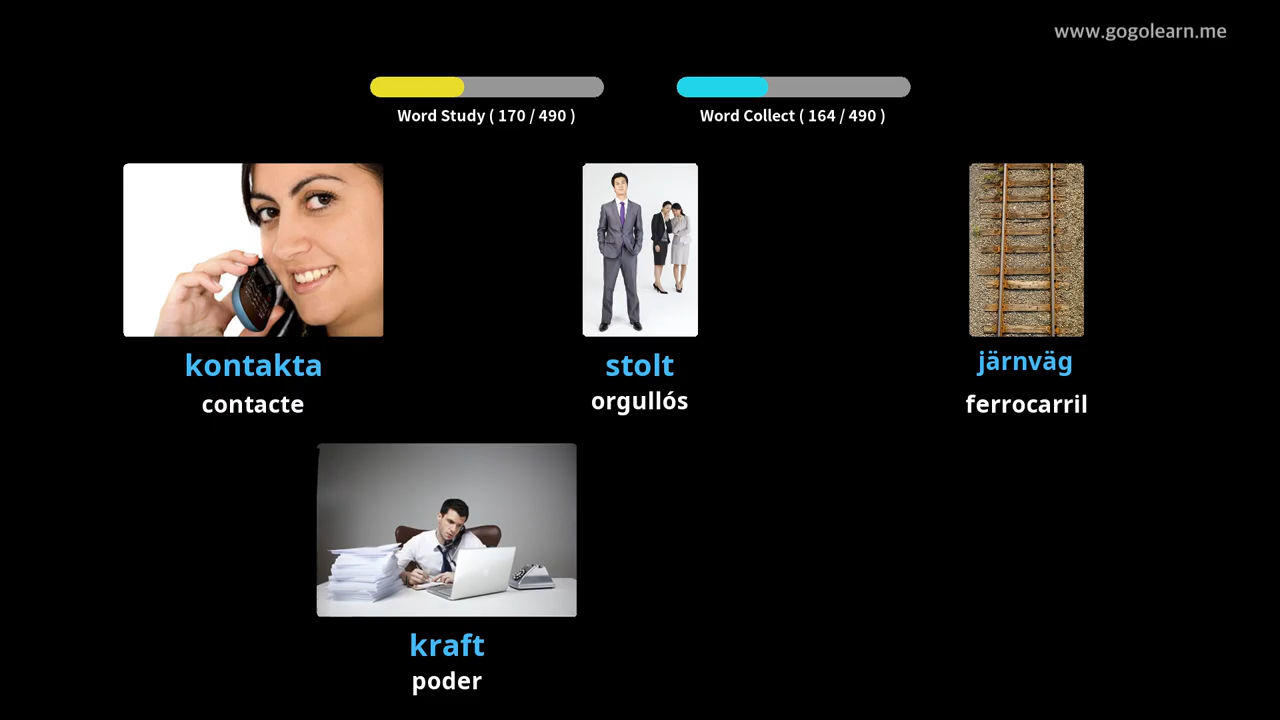 www.gogolearn.me
Word Study ( 170 / 490 )
Word Collect ( 164 / 490 )
kontakta
contacte
stolt
orgullós
järnväg
ferrocarril
kraft
poder